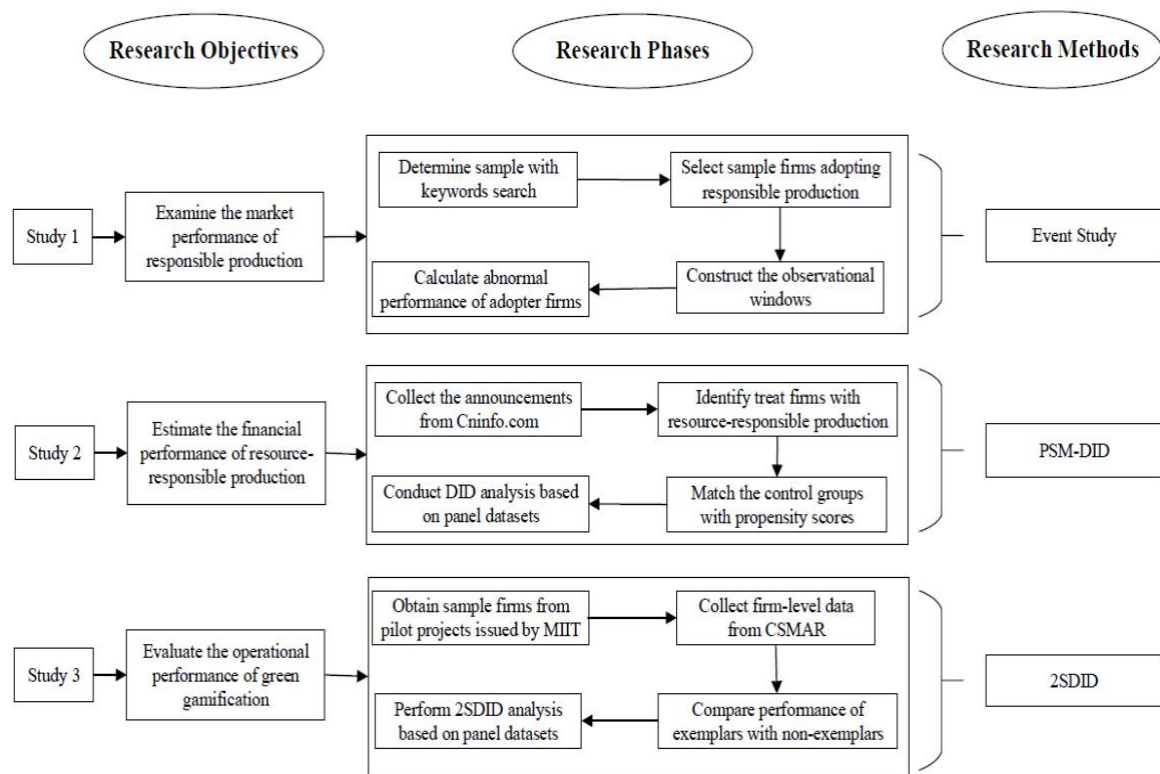 Research Objectives
Research Phases
Research Methods
Study 1
Examine the market
performance of
responsible production
Determine sample with
keywords search
Select sample firms adopting
responsible production
Construct the observational
windows
Calculate abnormal
performance of adopter firms
Event Study
Study 2
Estimate the financial
performance of resource-
responsible production
Collect the announcements
from Cninfo.com
Identify treat firms with
resource-responsible production
Match the control groups
with propensity scores
Conduct DID analysis based
on panel datasets
PSM-DID
Study 3
Evaluate the operational
performance of green
gamification
Obtain sample firms from
pilot projects issued by MIIT
Collect firm-level data
from CSMAR
Compare performance of
exemplars with non-exemplars
Perform 2SDID analysis
based on panel datasets
2SDID